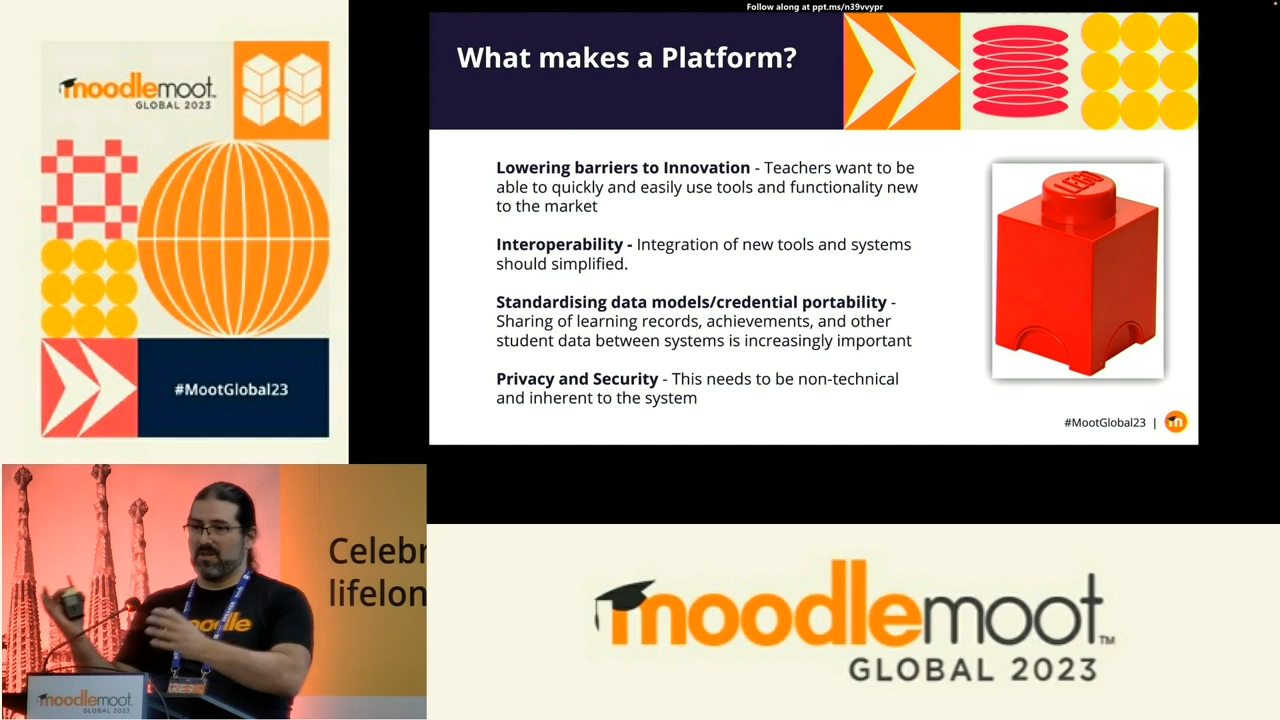 Follow along at ppt.ms/n39vvypr
moodlemoot™
GLOBAL 2023
#MootGlobal23
What makes a Platform?
Lowering barriers to Innovation - Teachers want to be
able to quickly and easily use tools and functionality new
to the market
Interoperability - Integration of new tools and systems
should simplified.
Standardising data models/credential portability -
Sharing of learning records, achievements, and other
student data between systems is increasingly important
Privacy and Security - This needs to be non-technical
and inherent to the system
LEGO
#MootGlobal23 | m
Celebr
lifelon
moodle
moodlemoot
GLOBAL 2023
moodlemoot™
GLOBAL 2023